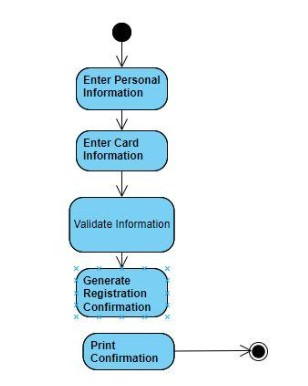 Enter Personal
Information
Enter Card
Information
Validate Information
Generate
Registration
Confirmation
Print
Confirmation